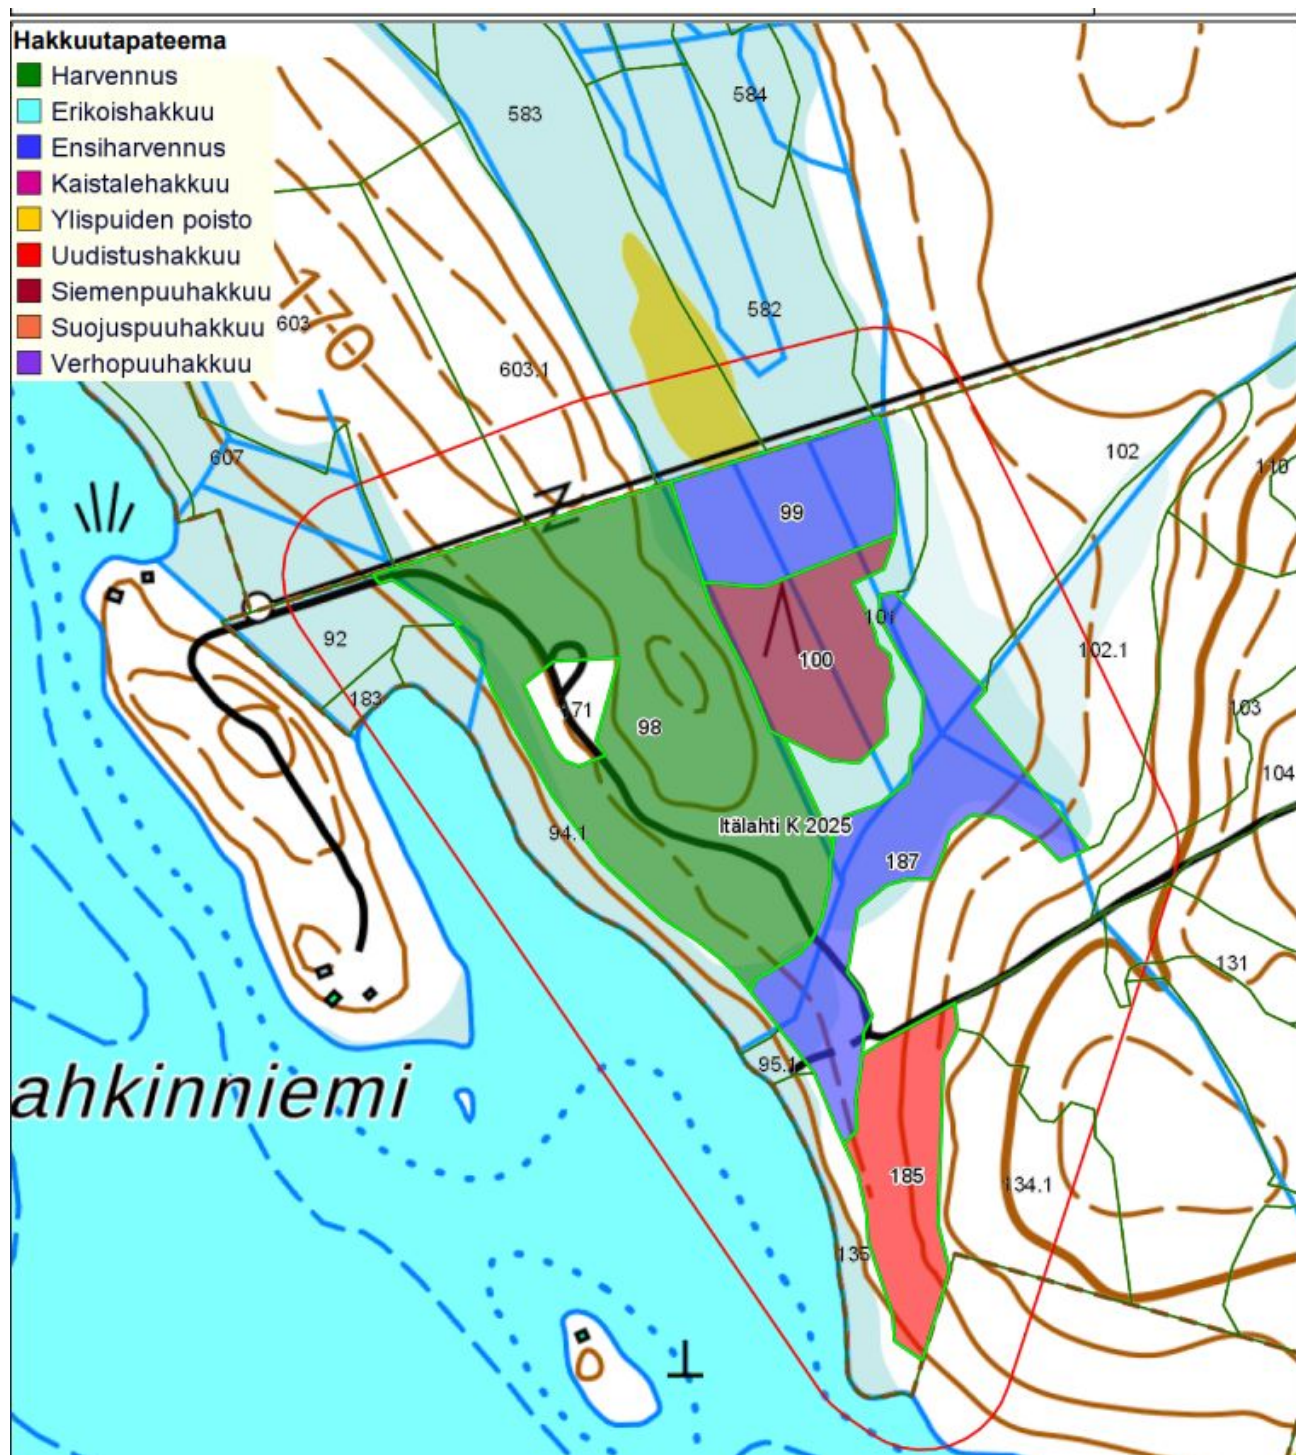 Hakkuutapateema
Harvennus
Erikoishakkuu
Ensiharvennus
Kaistalehakkuu
Ylispuiden poisto
Uudistushakkuu
Siemenpuuhakkuu
Suojuspuuhakkuu
Verhopuuhakkuu
584
583
582
170
603
603.1
102
110
607
99
101
92
100
102.1
183
171
98
103
104
Itälahti K 2025
94.1
187
131
95.1
ahkinniemi
185
134.1
135